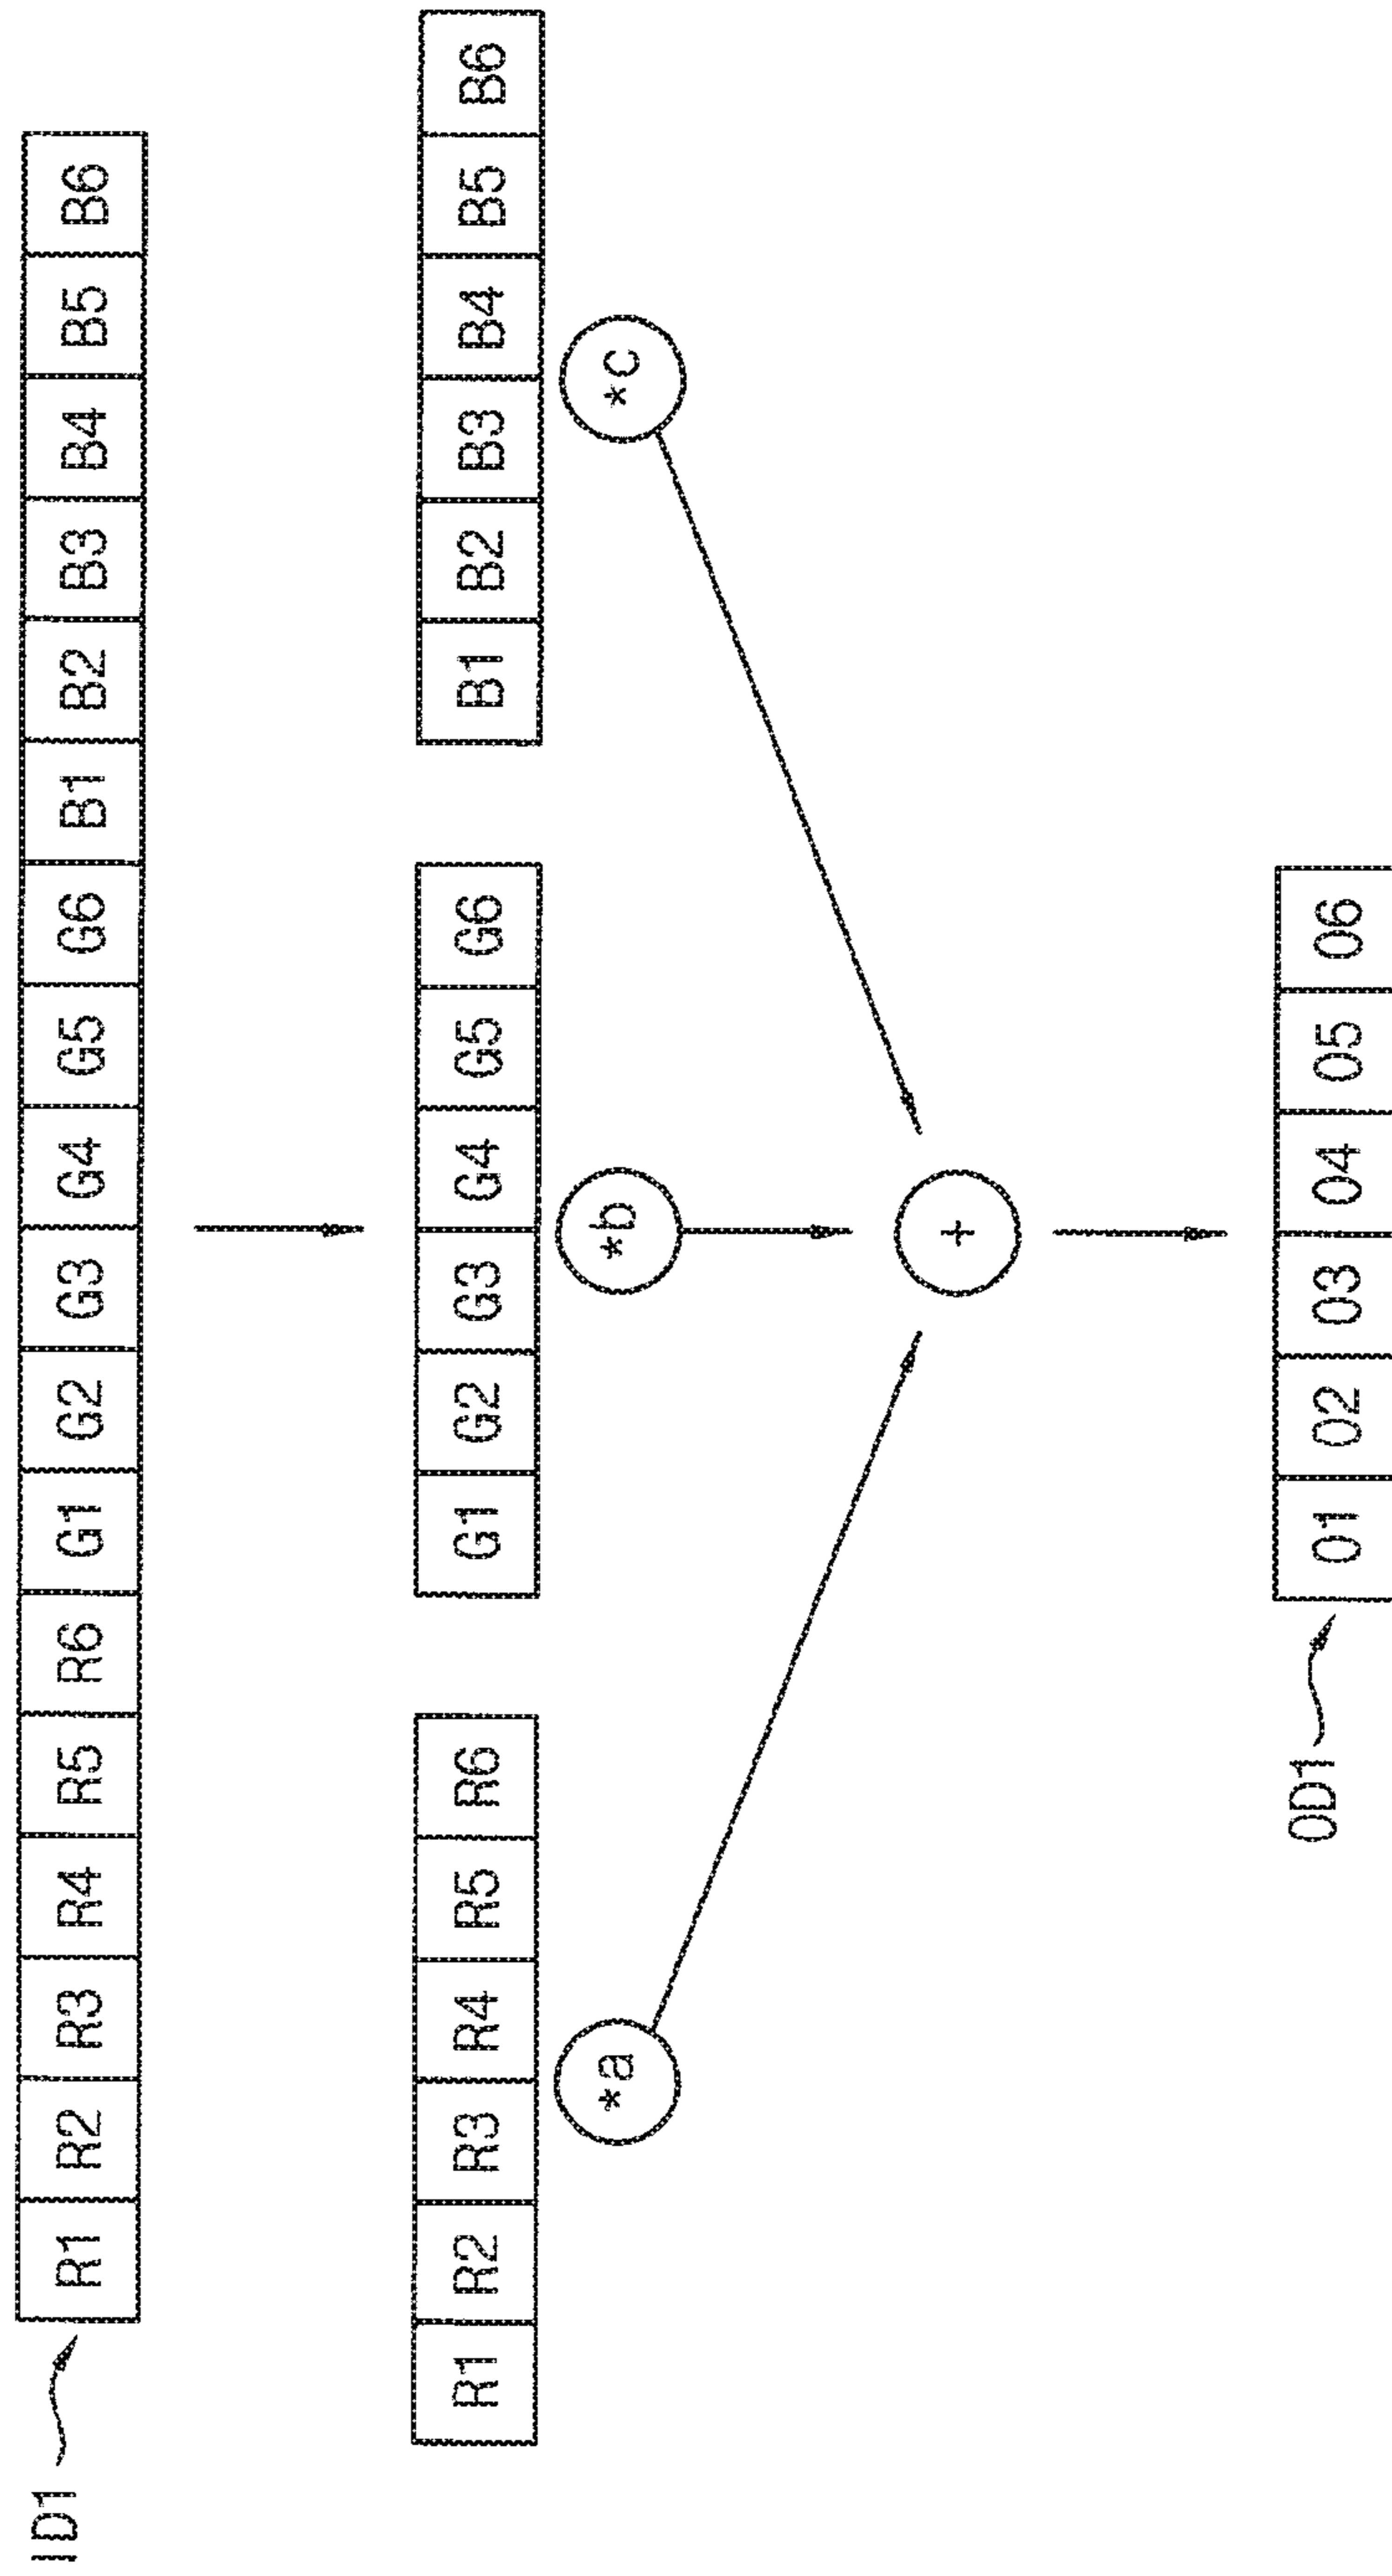 ID1
R1 R2 R3 R4 R5 R6 G1 G2 G3 G4 G5 G6 B1 B2 B3 B4 B5 B6
R1 R2 R3 R4 R5 R6 G1 G2 G3 G4 G5 G6 B1 B2 B3 B4 B5 B6
*a *b *c
+
OD1
O1 O2 O3 O4 O5 O6